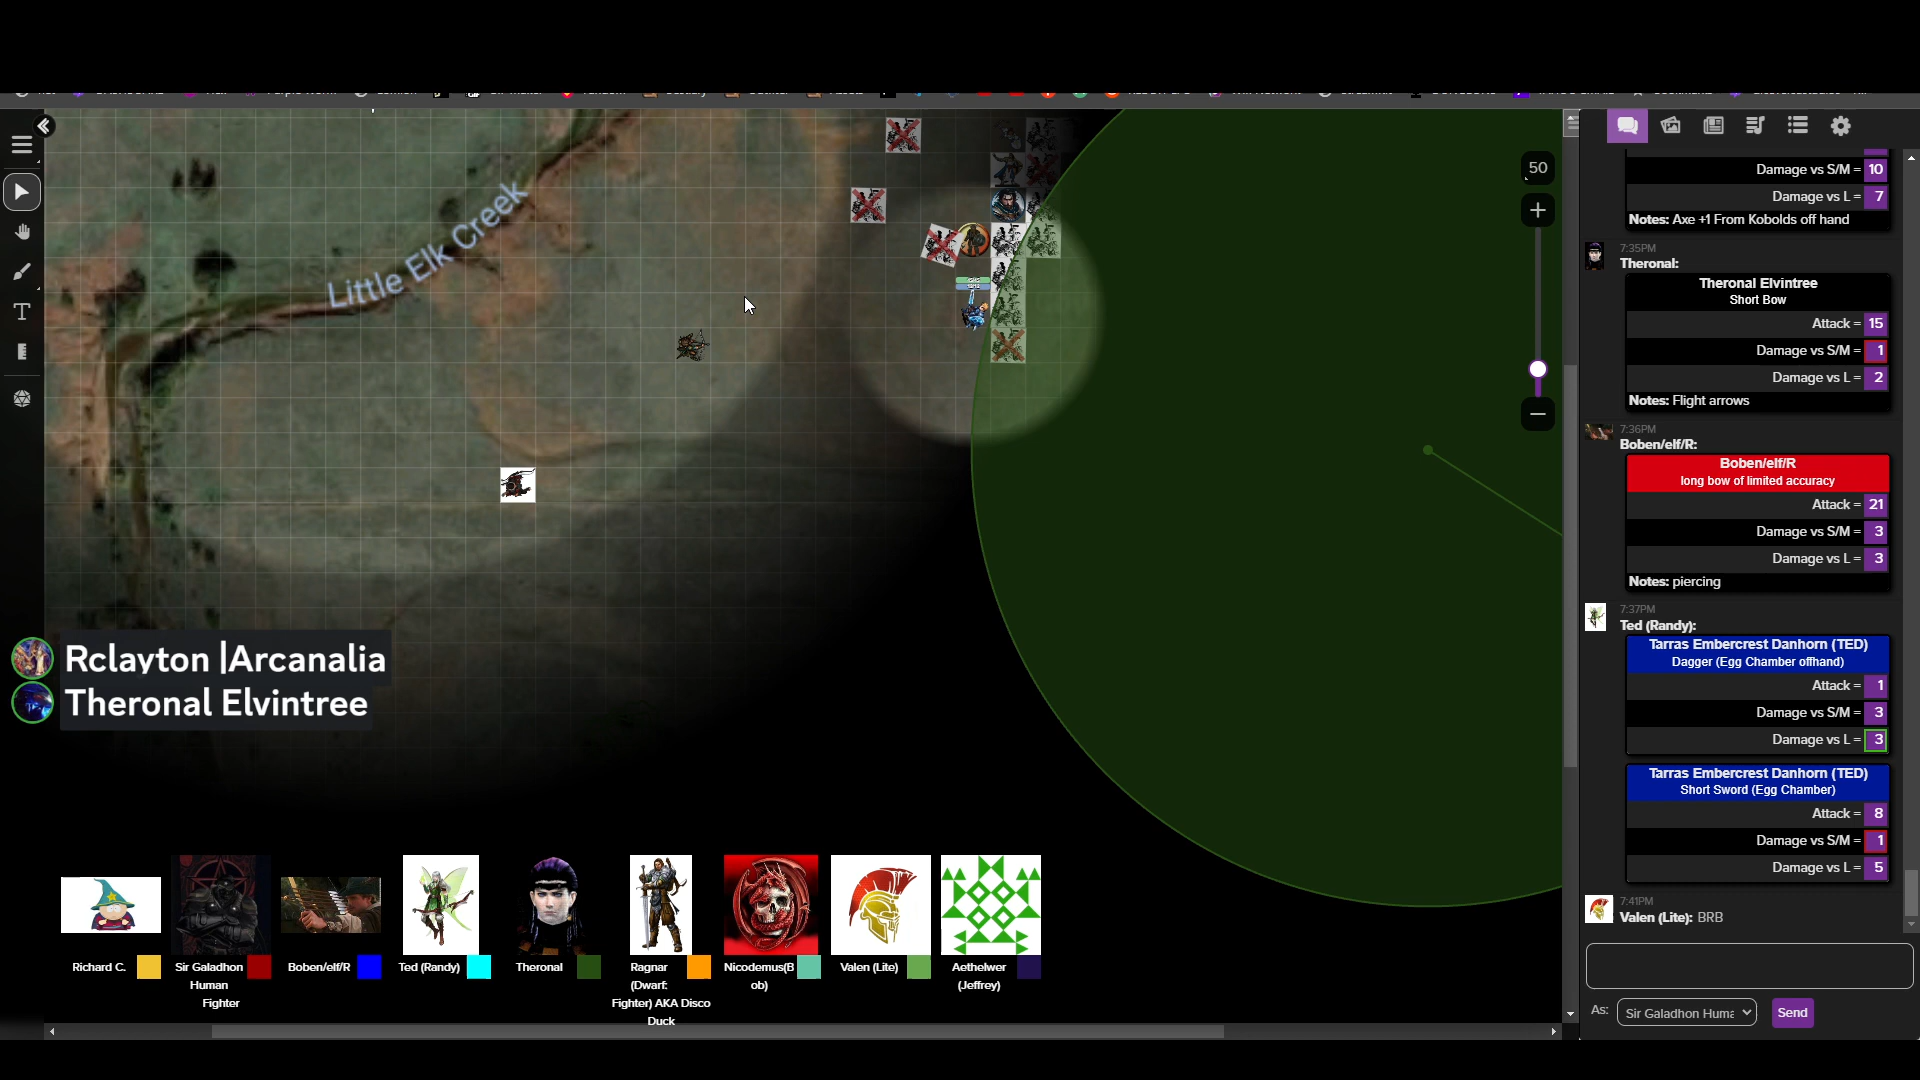 Little Elk Creek
50
Damage vs S/M = 10
Damage vs L = 7
Notes: Axe +1 From Kobolds off hand
7:35PM
Theronal:
Theronal Elvintree
Short Bow
Attack = 15
Damage vs S/M = 1
Damage vs L = 2
Notes: Flight arrows
7:36PM
Boben/elf/R:
Boben/elf/R
long bow of limited accuracy
Attack = 21
Damage vs S/M = 3
Damage vs L = 3
Notes: piercing
7:37PM
Ted (Randy):
Tarras Embercrest Danhorn (TED)
Dagger (Egg Chamber offhand)
Attack = 1
Damage vs S/M = 3
Damage vs L = 3
Tarras Embercrest Danhorn (TED)
Short Sword (Egg Chamber)
Attack = 8
Damage vs S/M = 1
Damage vs L = 5
7:41PM
Valen (Lite): BRB
As: Sir Galadhon Huma
Send
Rclayton |Arcanalia
Theronal Elvintree
Richard C.
Sir Galadhon
Human
Fighter
Boben/elf/R
Ted (Randy)
Theronal
Ragnar
(Dwarf:
Fighter) AKA Disco
Duck
Nicodemus(B
ob)
Valen (Lite)
Aethelwer
(Jeffrey)